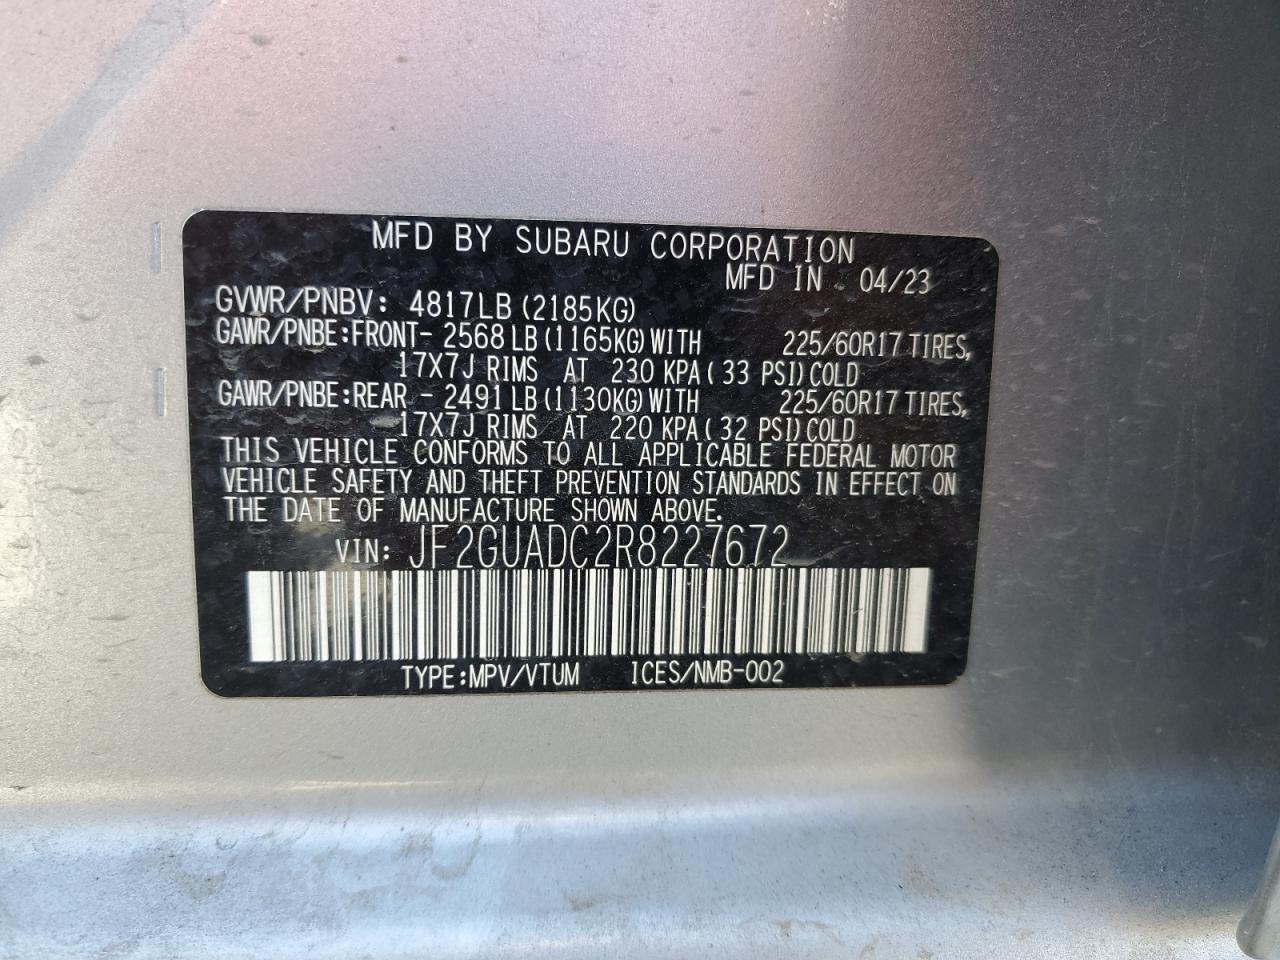 MFD BY SUBARU CORPORATION
MFD IN 04/23
GVWR/PNBV: 4817LB (2185KG)
GAWR/PNBE:FRONT- 2568 LB (1165KG) WITH 225/60R17 TIRES,
17X7J RIMS AT 230 KPA ( 33 PSI) COLD
GAWR/PNBE:REAR - 2491 LB (1130KG) WITH 225/60R17 TIRES,
17X7J RIMS AT 220 KPA ( 32 PSI) COLD
THIS VEHICLE CONFORMS TO ALL APPLICABLE FEDERAL MOTOR
VEHICLE SAFETY AND THEFT PREVENTION STANDARDS IN EFFECT ON
THE DATE OF MANUFACTURE SHOWN ABOVE.
VIN: JF2GUADC2R8227672
TYPE:MPV/VTUM ICES/NMB-002